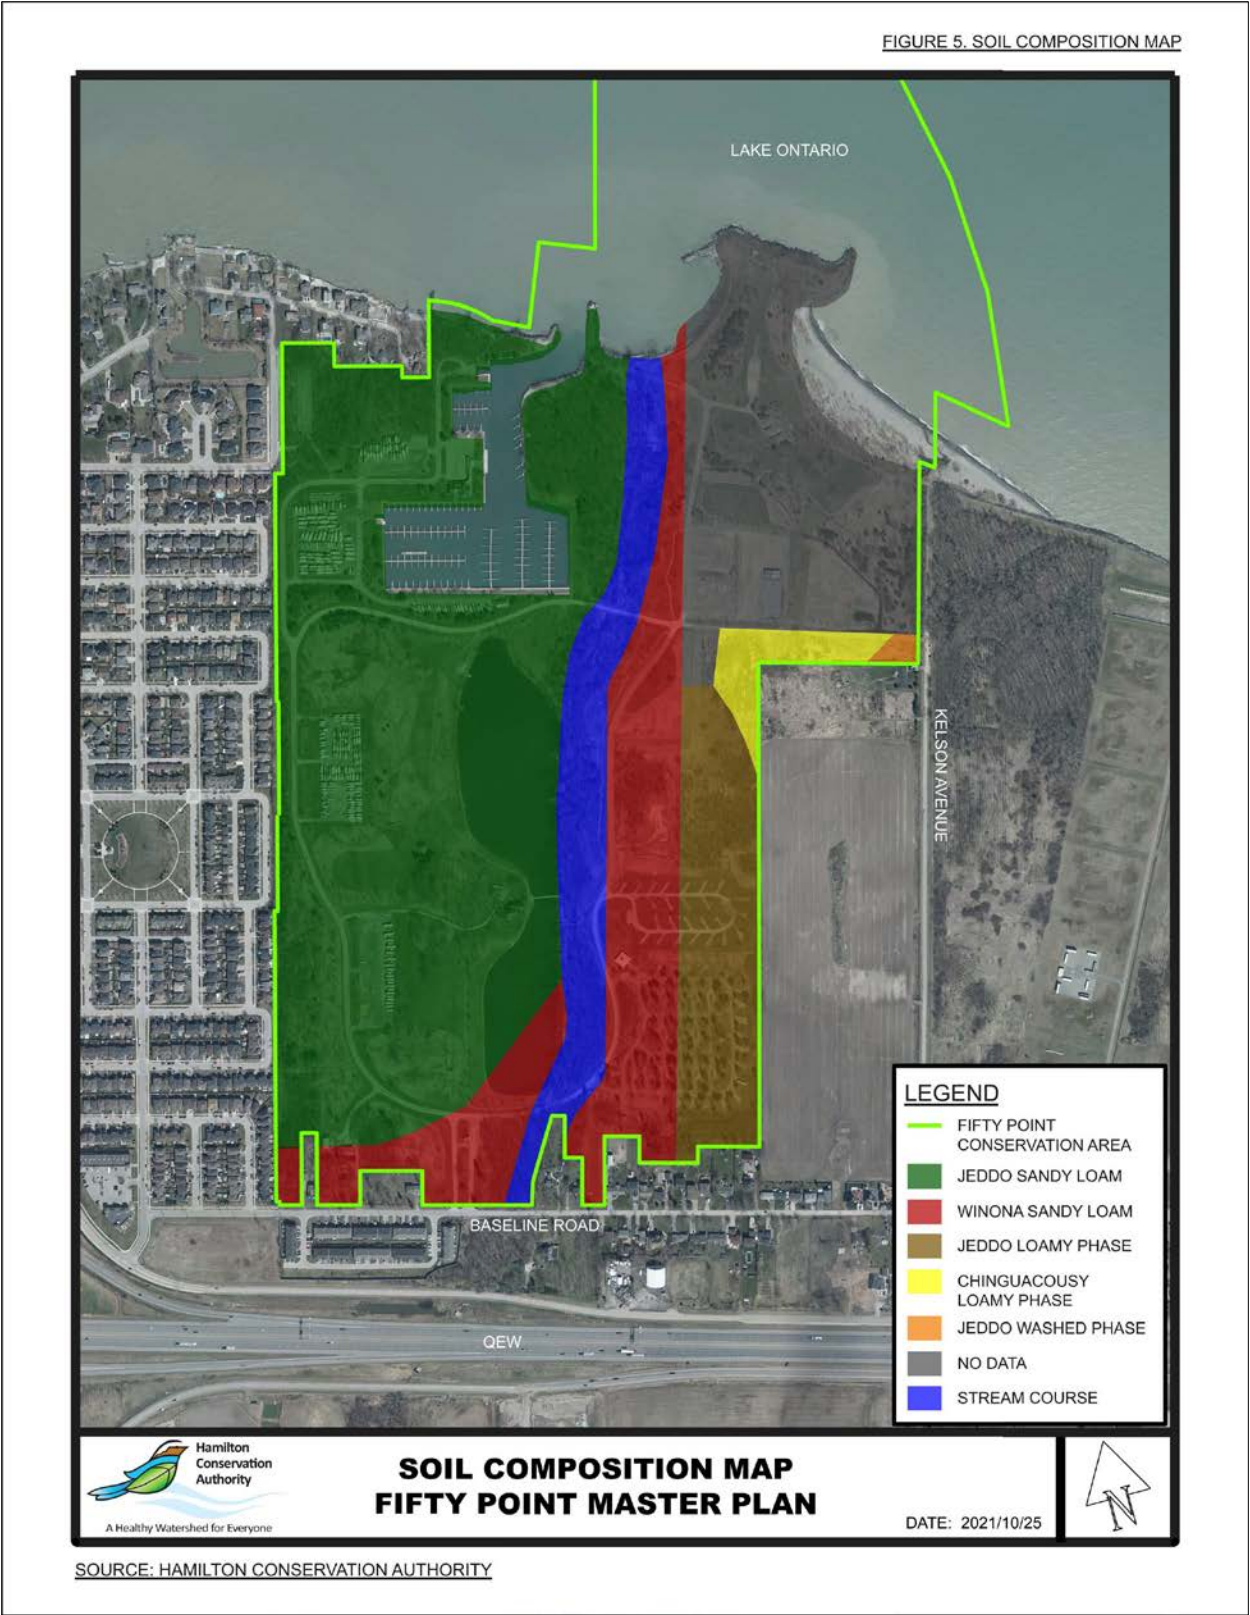 FIGURE 5. SOIL COMPOSITION MAP
LAKE ONTARIO
KELSON AVENUE
BASELINE ROAD
QEW
LEGEND
FIFTY POINT
CONSERVATION AREA
JEDDO SANDY LOAM
WINONA SANDY LOAM
JEDDO LOAMY PHASE
CHINGUACOUSY
LOAMY PHASE
JEDDO WASHED PHASE
NO DATA
STREAM COURSE
Hamilton
Conservation
Authority
A Healthy Watershed for Everyone
SOIL COMPOSITION MAP
FIFTY POINT MASTER PLAN
DATE: 2021/10/25
N
SOURCE: HAMILTON CONSERVATION AUTHORITY